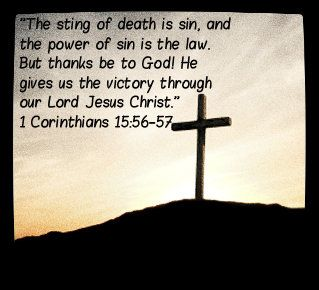 "The sting of death is sin, and
the power of sin is the law.
But thanks be to God! He
gives us the victory through
our Lord Jesus Christ."
1 Corinthians 15:56-57